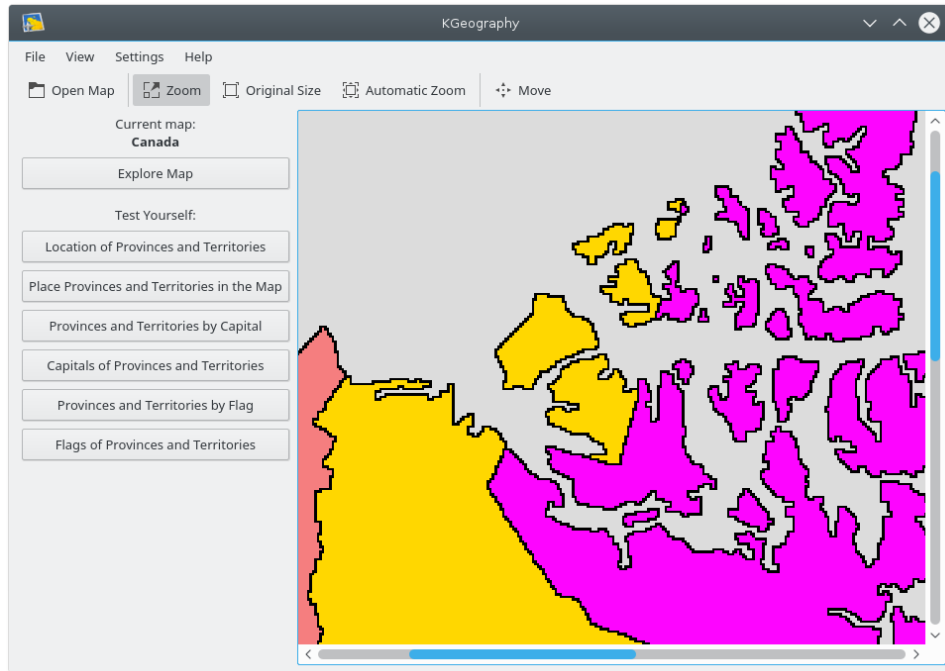 KGeography
File View Settings Help
Open Map Zoom Original Size Automatic Zoom Move
Current map:
Canada
Explore Map
Test Yourself:
Location of Provinces and Territories
Place Provinces and Territories in the Map
Provinces and Territories by Capital
Capitals of Provinces and Territories
Provinces and Territories by Flag
Flags of Provinces and Territories